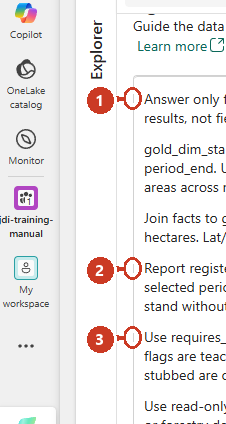 Copilot
OneLake
catalog
Monitor
jdi-training-
manual
My
workspace
Explorer
Guide the data
Learn more
1
Answer only f
results, not fie
gold_dim_sta
period_end. U
areas across r
Join facts to g
hectares. Lat/
2
Report registe
selected perio
stand without
3
Use requires_
flags are teac
stubbed are c
Use read-only